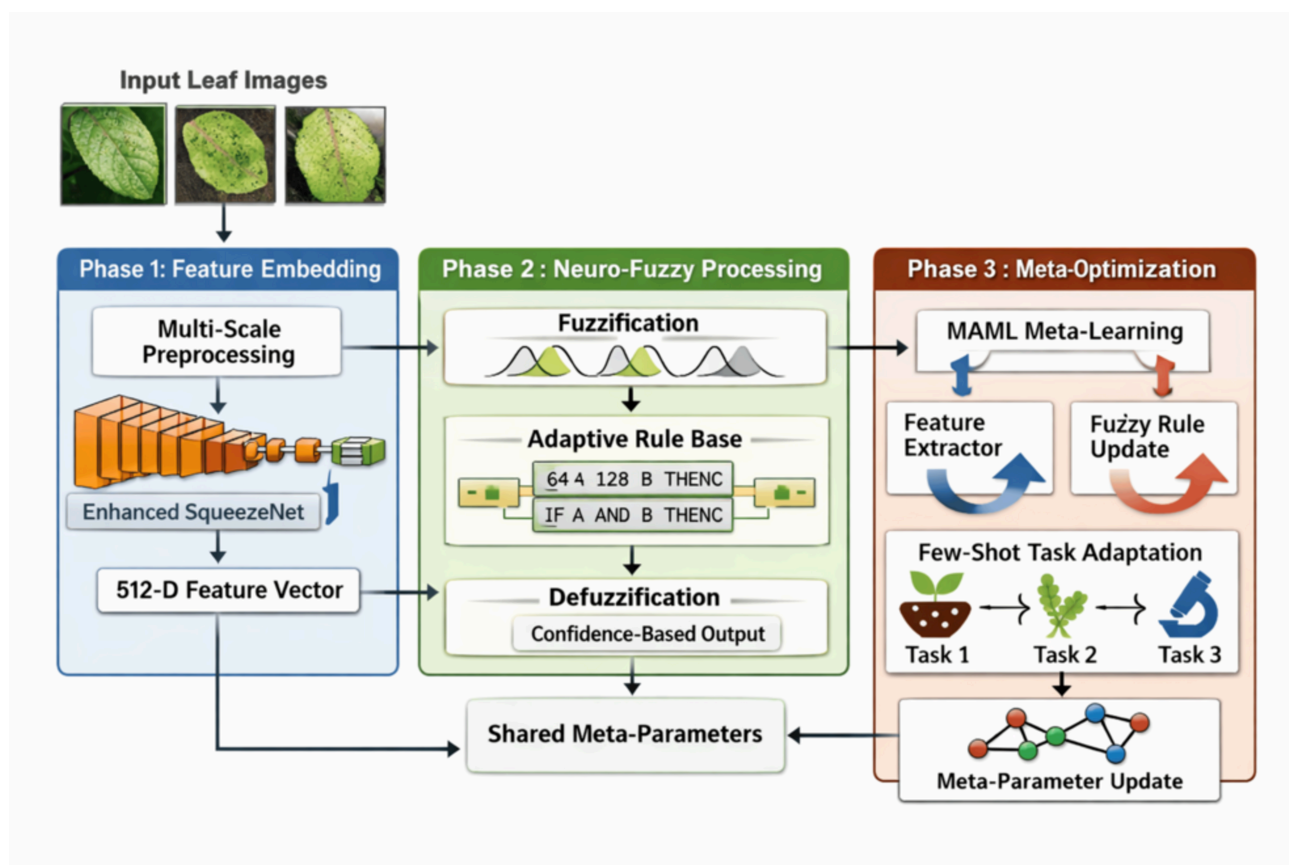 Input Leaf Images
Phase 1: Feature Embedding
Multi-Scale
Preprocessing
Enhanced SqueezeNet
512-D Feature Vector
Phase 2 : Neuro-Fuzzy Processing
Fuzzification
Adaptive Rule Base
64 A 128 B THENC
IF A AND B THENC
Defuzzification
Confidence-Based Output
Shared Meta-Parameters
Phase 3 : Meta-Optimization
MAML Meta-Learning
Feature
Extractor
Fuzzy Rule
Update
Few-Shot Task Adaptation
Task 1
Task 2
Task 3
Meta-Parameter Update